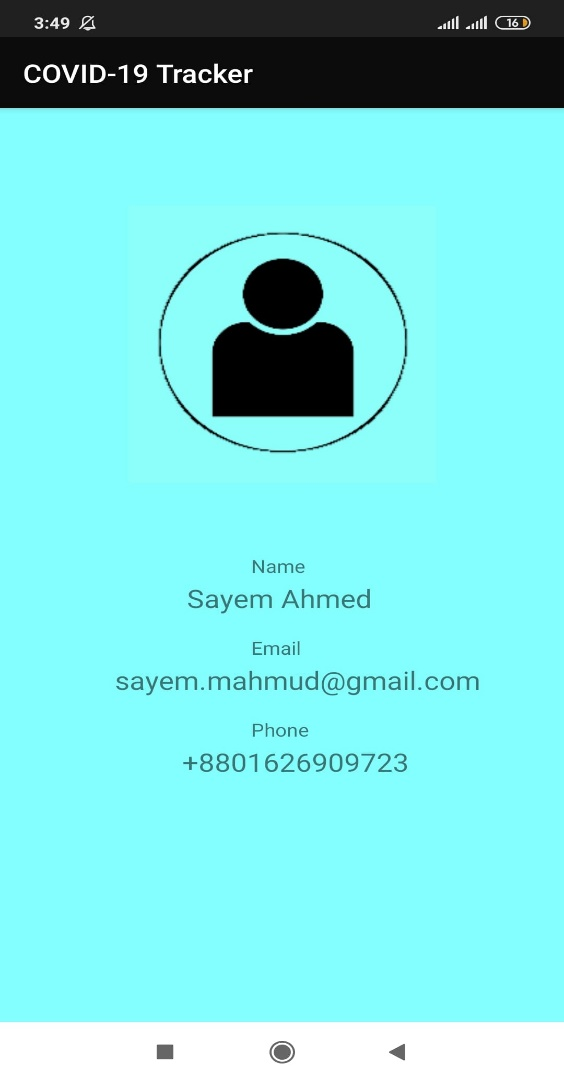 3:49
16
COVID-19 Tracker
Name
Sayem Ahmed
Email
sayem.mahmud@gmail.com
Phone
+8801626909723